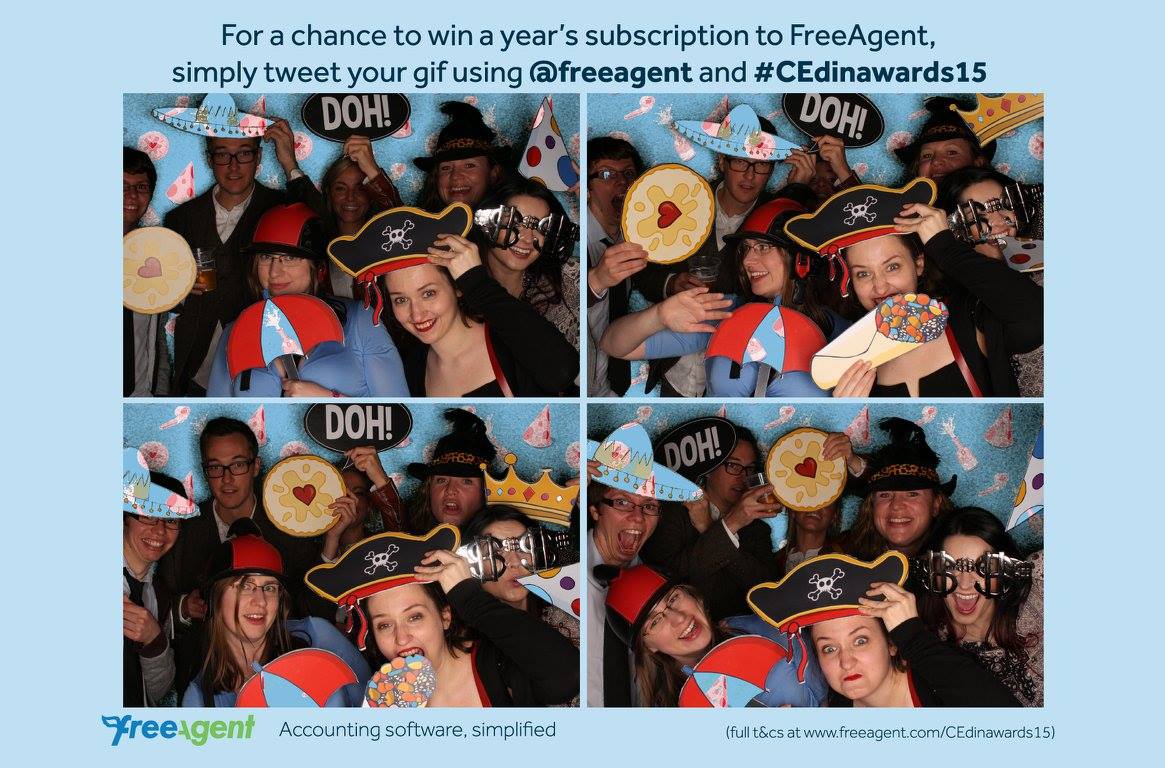 For a chance to win a year's subscription to FreeAgent,
simply tweet your gif using @freeagent and #CEdinawards15
DOH!
DOH!
DOH!
DOH!
freeagent Accounting software, simplified
(full t&cs at www.freeagent.com/CEdinawards15)